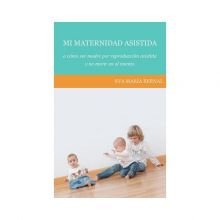 MI MATERNIDAD ASISTIDA
o cómo ser madre por reproducción asistida
y no morir en el intento
EVA MARÍA BERNAL